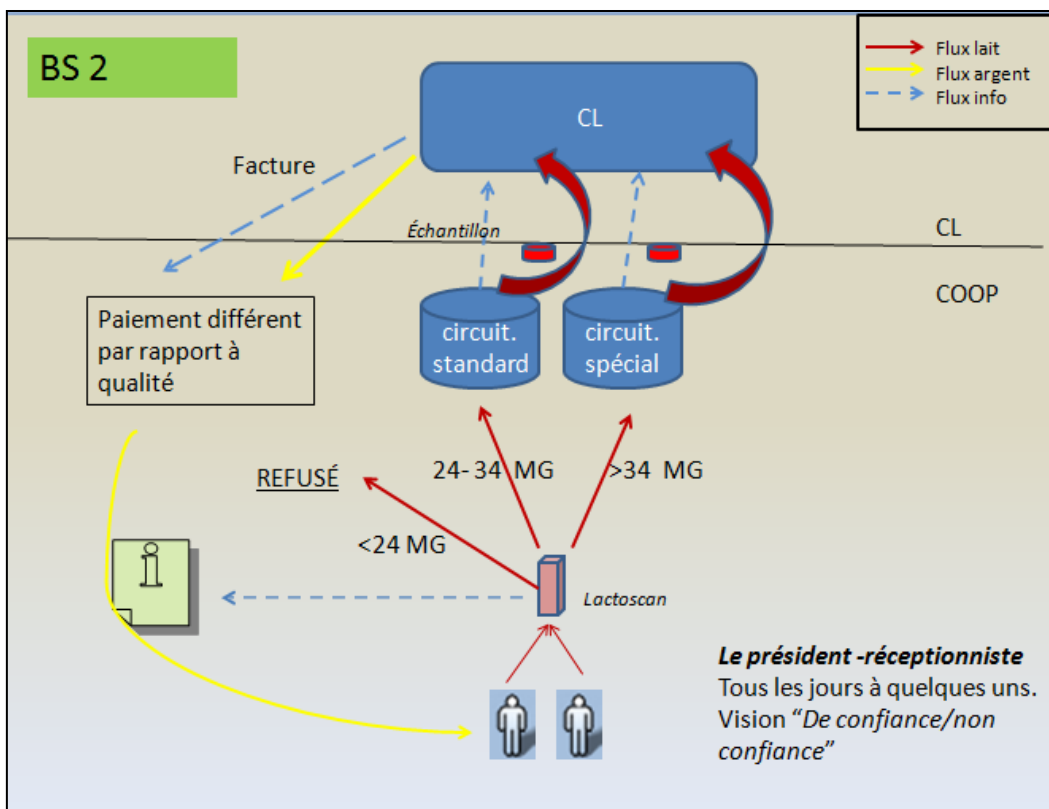 BS 2
Flux lait
Flux argent
Flux info
CL
Facture
Échantillon
CL
COOP
Paiement différent
par rapport à
qualité
circuit.
standard
circuit.
spécial
REFUSÉ
24- 34 MG
>34 MG
<24 MG
i
Lactoscan
Le président -réceptionniste
Tous les jours à quelques uns.
Vision “De confiance/non
confiance”